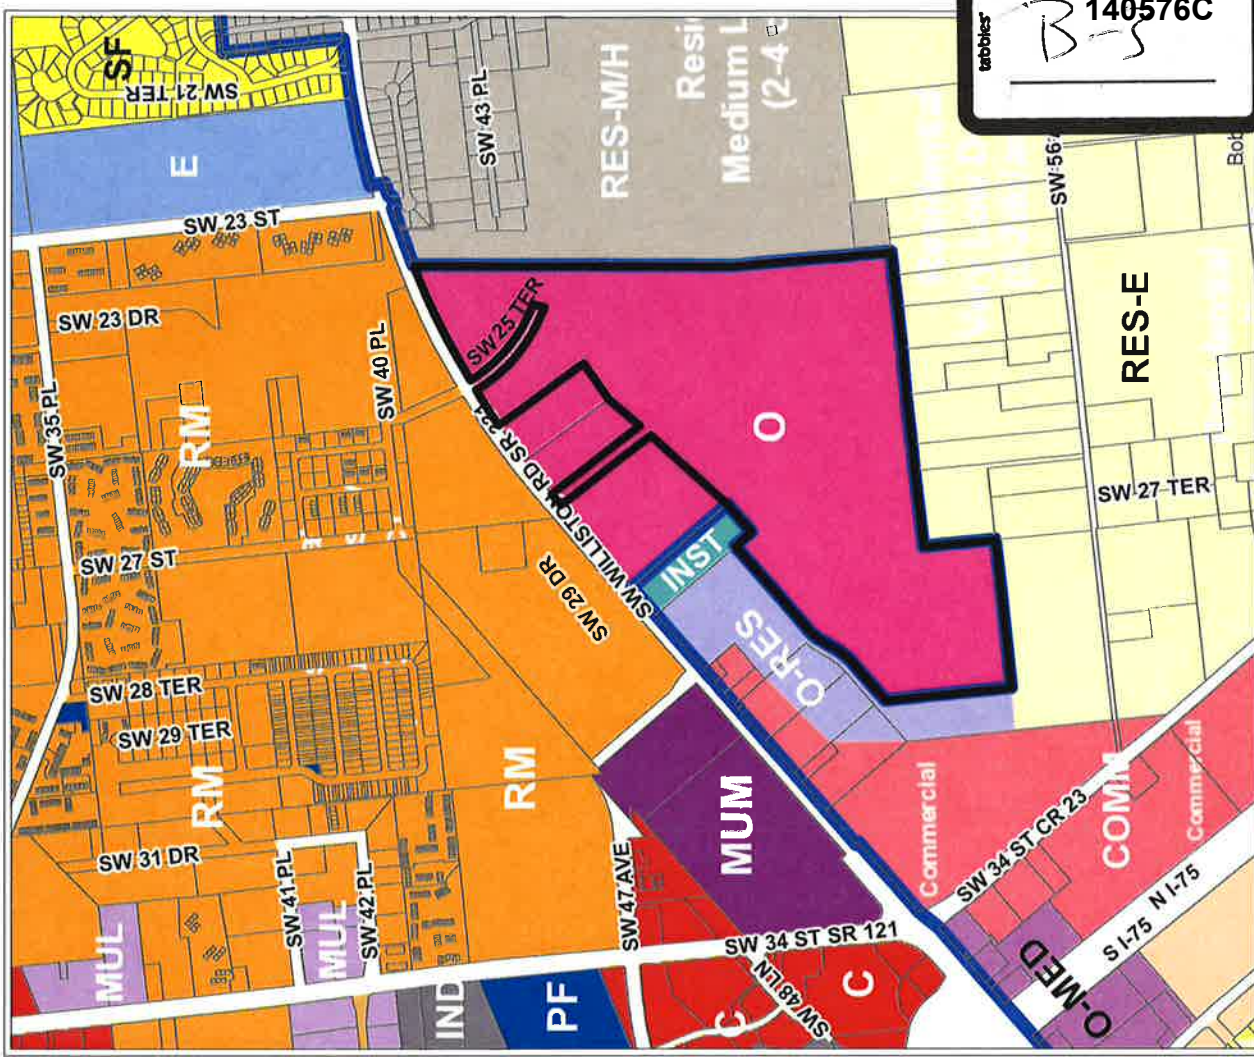 tabbies
140576C
B-5
SF
SW 21 TER
E
SW 23 ST
SW 35 PL
SW 23 DR
RM
SW 40 PL
SW 43 PL
RES-M/H
Resi
Medium L
(2-4
SW 25 TER
SW 27 ST
SW WILLISTON RD SR 331
SW 29 DR
O
INST
O-RES
SW 56
Bob
RES-E
SW 27 TER
SW 28 TER
SW 29 TER
RM
SW 31 DR
RM
SW 41 PL
SW 42 PL
MUL
MUL
IND
PF
SW 47 AVE
MUM
SW 34 ST SR 121
SW 48 LN
C
C
Commercial
COMM
Commercial
SW 34 ST CR 23
N I-75
S I-75
O-MED
O-MED